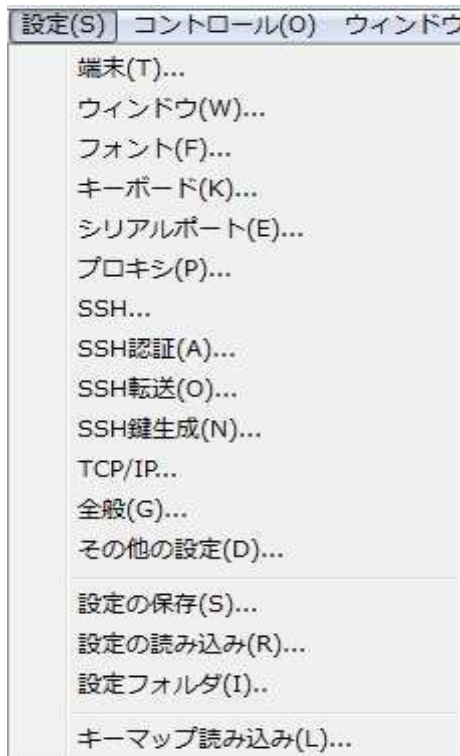 設定(S) コントロール(O) ウィンドウ
端末(T)...
ウィンドウ(W)...
フォント(F)...
キーボード(K)...
シリアルポート(E)...
プロキシ(P)...
SSH...
SSH認証(A)...
SSH転送(O)...
SSH鍵生成(N)...
TCP/IP...
全般(G)...
その他の設定(D)...
設定の保存(S)...
設定の読み込み(R)...
設定フォルダ(I)..
キーマップ読み込み(L)...